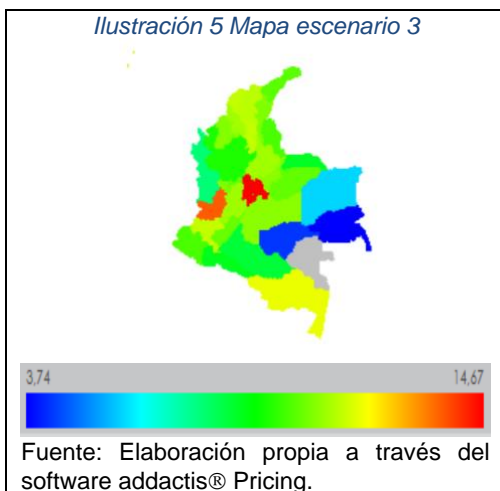 Ilustración 5 Mapa escenario 3
3,74 14,67
Fuente: Elaboración propia a través del
software addactis® Pricing.